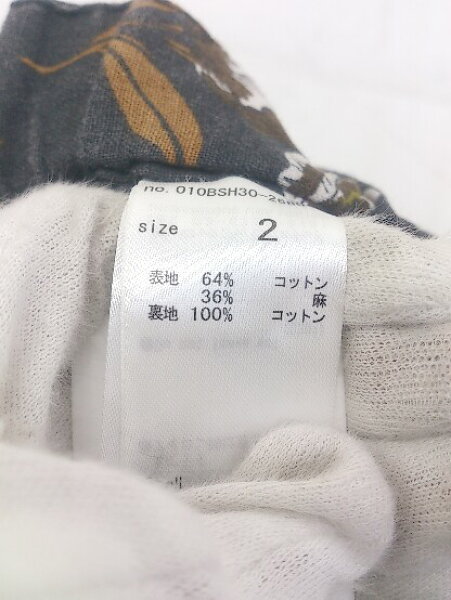 no. 010BSH30-
size 2
表地 64% コットン
36% 麻
裏地 100% コットン